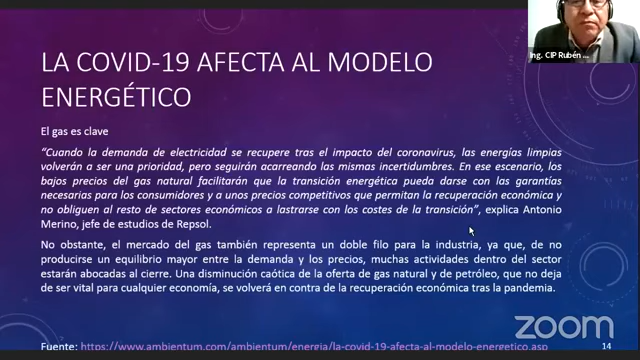 Ing. CIP Rubén ...
LA COVID-19 AFECTA AL MODELO
ENERGÉTICO
El gas es clave
“Cuando la demanda de electricidad se recupere tras el impacto del coronavirus, las energías limpias
volverán a ser una prioridad, pero seguirán acarreando las mismas incertidumbres. En ese escenario, los
bajos precios del gas natural facilitarán que la transición energética pueda darse con las garantías
necesarias para los consumidores y a unos precios competitivos que permitan la recuperación económica y
no obliguen al resto de sectores económicos a lastrarse con los costes de la transición”, explica Antonio
Merino, jefe de estudios de Repsol.
No obstante, el mercado del gas también representa un doble filo para la industria, ya que, de no
producirse un equilibrio mayor entre la demanda y los precios, muchas actividades dentro del sector
estarán abocadas al cierre. Una disminución caótica de la oferta de gas natural y de petróleo, que no deja
de ser vital para cualquier economía, se volverá en contra de la recuperación económica tras la pandemia.
zoom
Fuente: https://www.ambientum.com/ambientum/energia/la-covid-19-afecta-al-modelo-energetico.asp
14